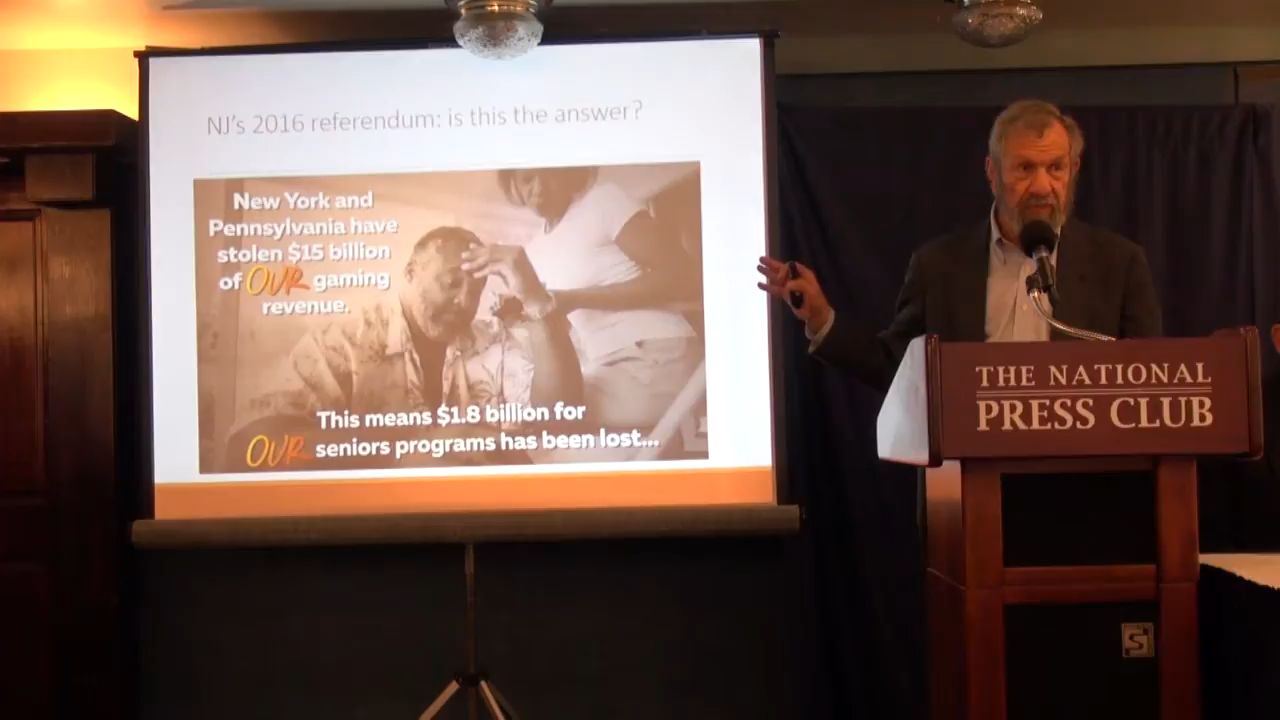 NJ's 2016 referendum: is this the answer?
New York and
Pennsylvania have
stolen $15 billion
of OUR gaming
revenue.
This means $1.8 billion for
OUR seniors programs has been lost...
THE NATIONAL
PRESS CLUB